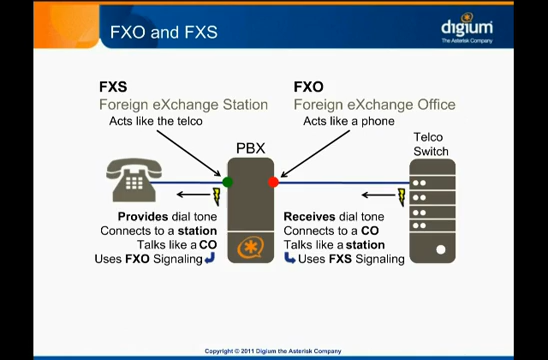 FXO and FXS
digium
The Asterisk Company
FXS
Foreign eXchange Station
Acts like the telco
FXO
Foreign eXchange Office
Acts like a phone
PBX
Telco
Switch
Provides dial tone
Connects to a station
Talks like a CO
Uses FXO Signaling
Receives dial tone
Connects to a CO
Talks like a station
Uses FXS Signaling
Copyright © 2011 Digium the Asterisk Company